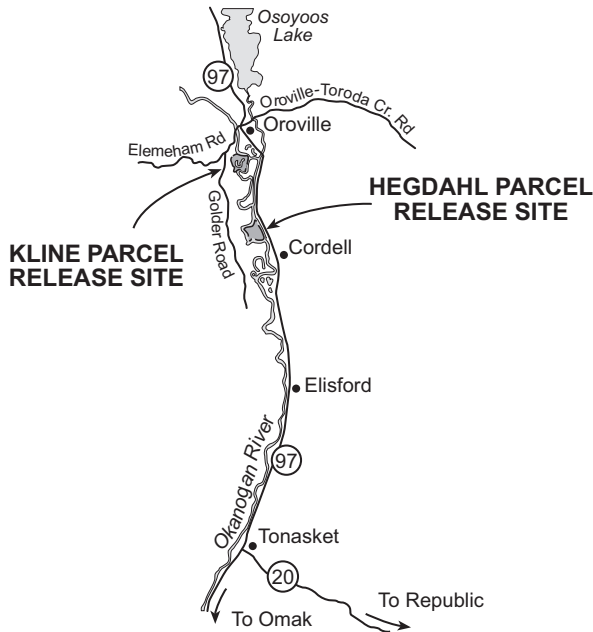 Osoyoos
Lake
97
Oroville-Toroda Cr. Rd
Oroville
Elemeham Rd
HEGDAHL PARCEL
RELEASE SITE
KLINE PARCEL
RELEASE SITE
Golder Road
Cordell
Elisford
Okanogan River
97
Tonasket
20
To Republic
To Omak